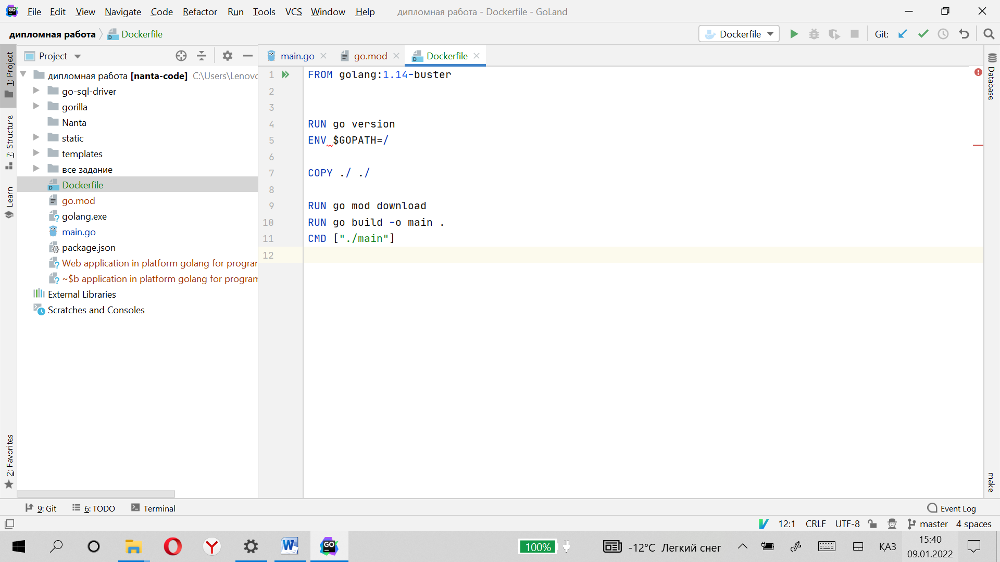 File Edit View Navigate Code Refactor Run Tools VCS Window Help дипломная работа - Dockerfile - GoLand
дипломная работа Dockerfile
Dockerfile Git:
Project
main.go
go.mod
Dockerfile
1: Project
7: Structure
Learn
2: Favorites
дипломная работа [nanta-code] C:\Users\Lenovo
go-sql-driver
gorilla
Nanta
static
templates
все задание
Dockerfile
go.mod
golang.exe
main.go
package.json
Web application in platform golang for program
~$b application in platform golang for program
External Libraries
Scratches and Consoles
1 FROM golang:1.14-buster
2
3
4 RUN go version
5 ENV $GOPATH=/
6
7 COPY ./ ./
8
9 RUN go mod download
10 RUN go build -o main .
11 CMD ["./main"]
12
Database
make
9: Git 6: TODO Terminal Event Log
12:1 CRLF UTF-8 master 4 spaces
100% -12°C Легкий снег ҚАЗ 15:40
09.01.2022